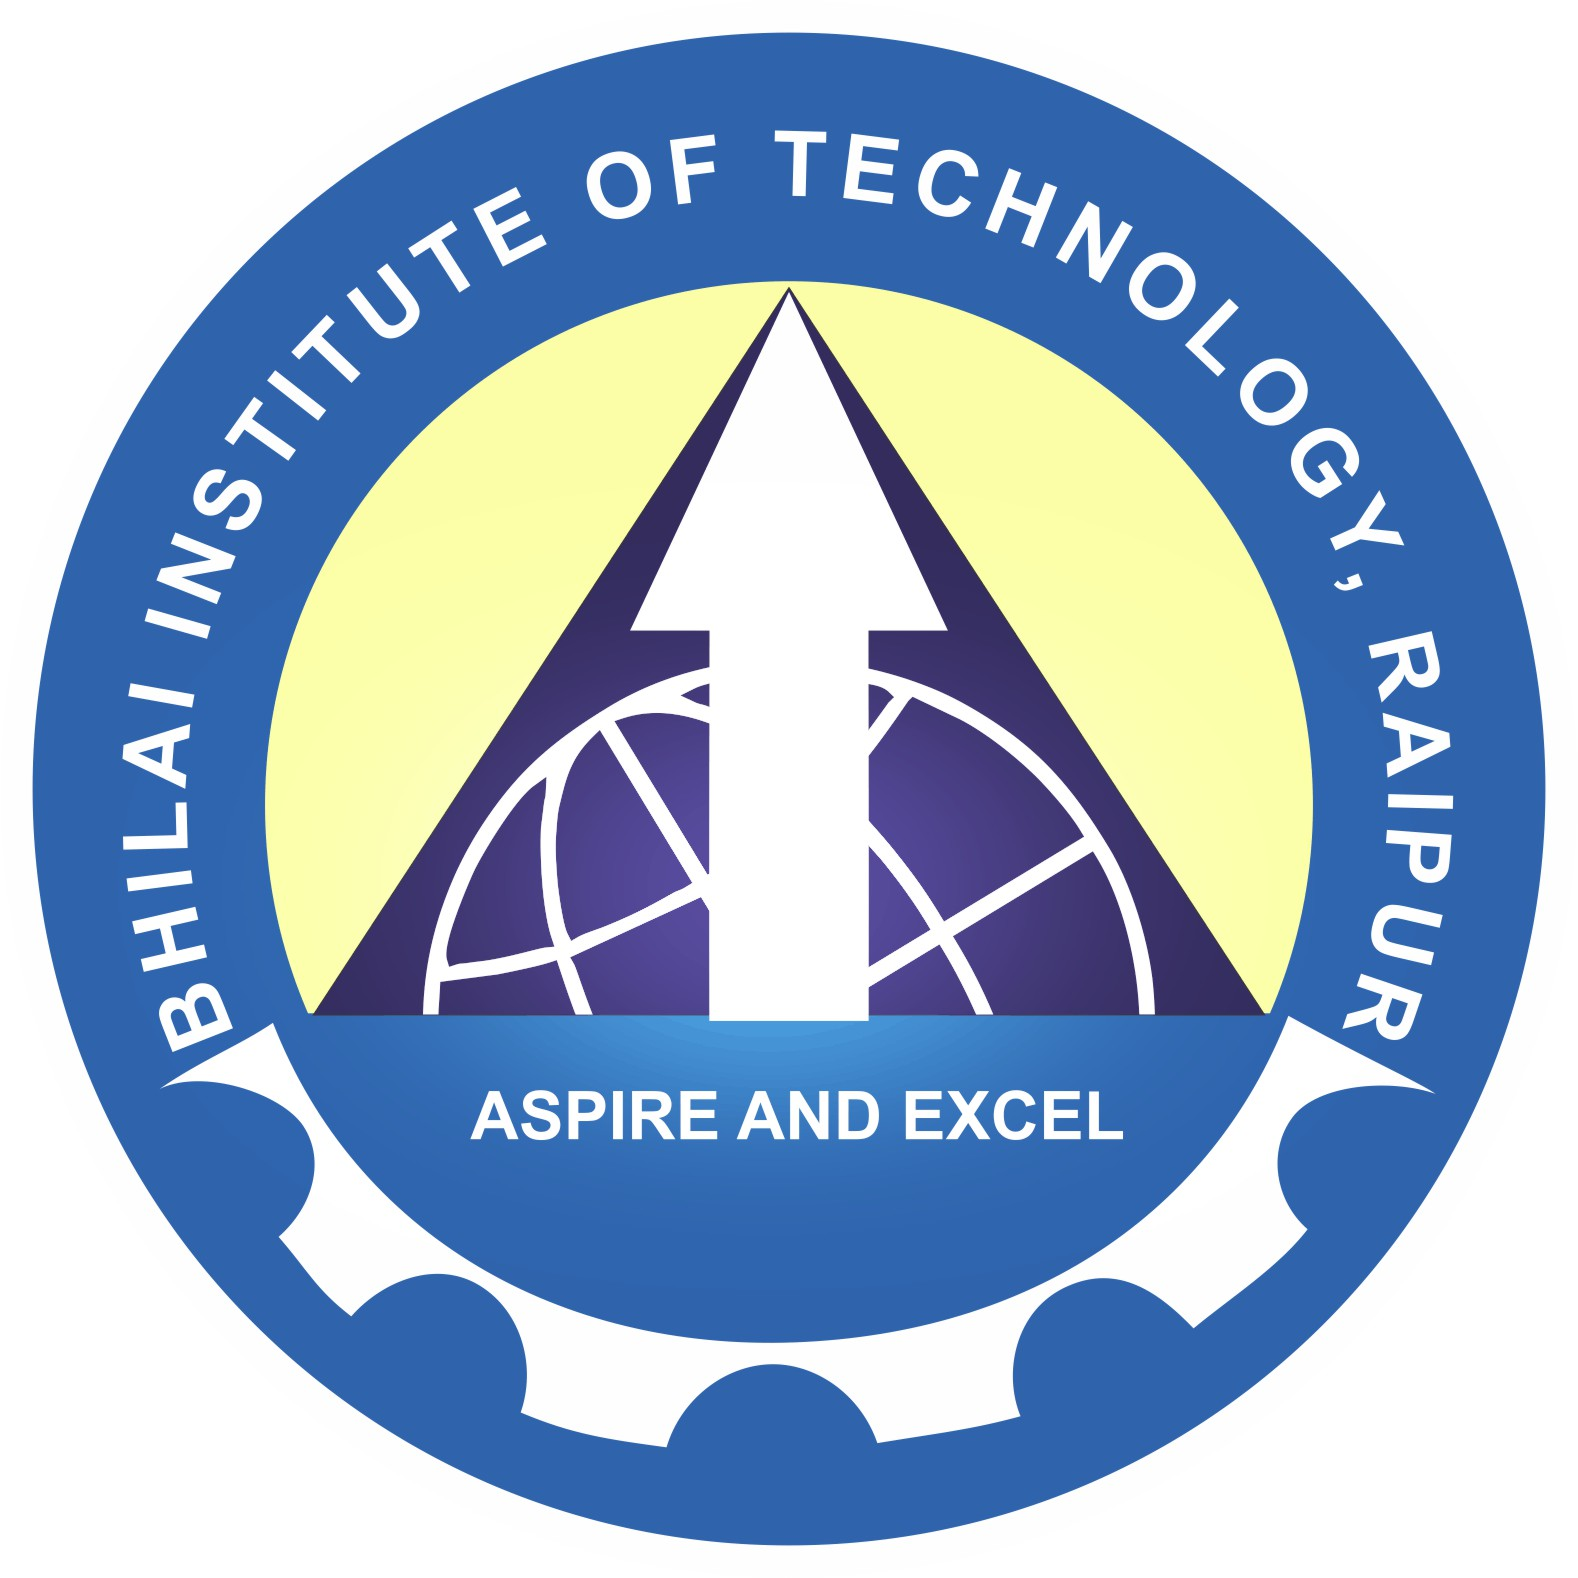 BHILAI INSTITUTE OF TECHNOLOGY, RAIPUR
ASPIRE AND EXCEL